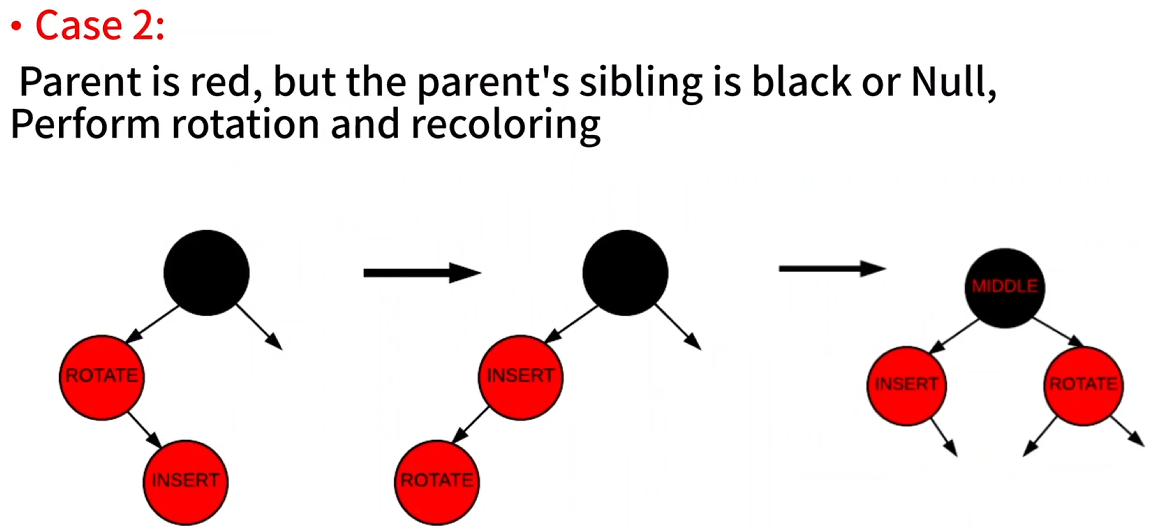 • Case 2:
Parent is red, but the parent's sibling is black or Null,
Perform rotation and recoloring
MIDDLE
ROTATE
INSERT
INSERT
ROTATE
INSERT
ROTATE